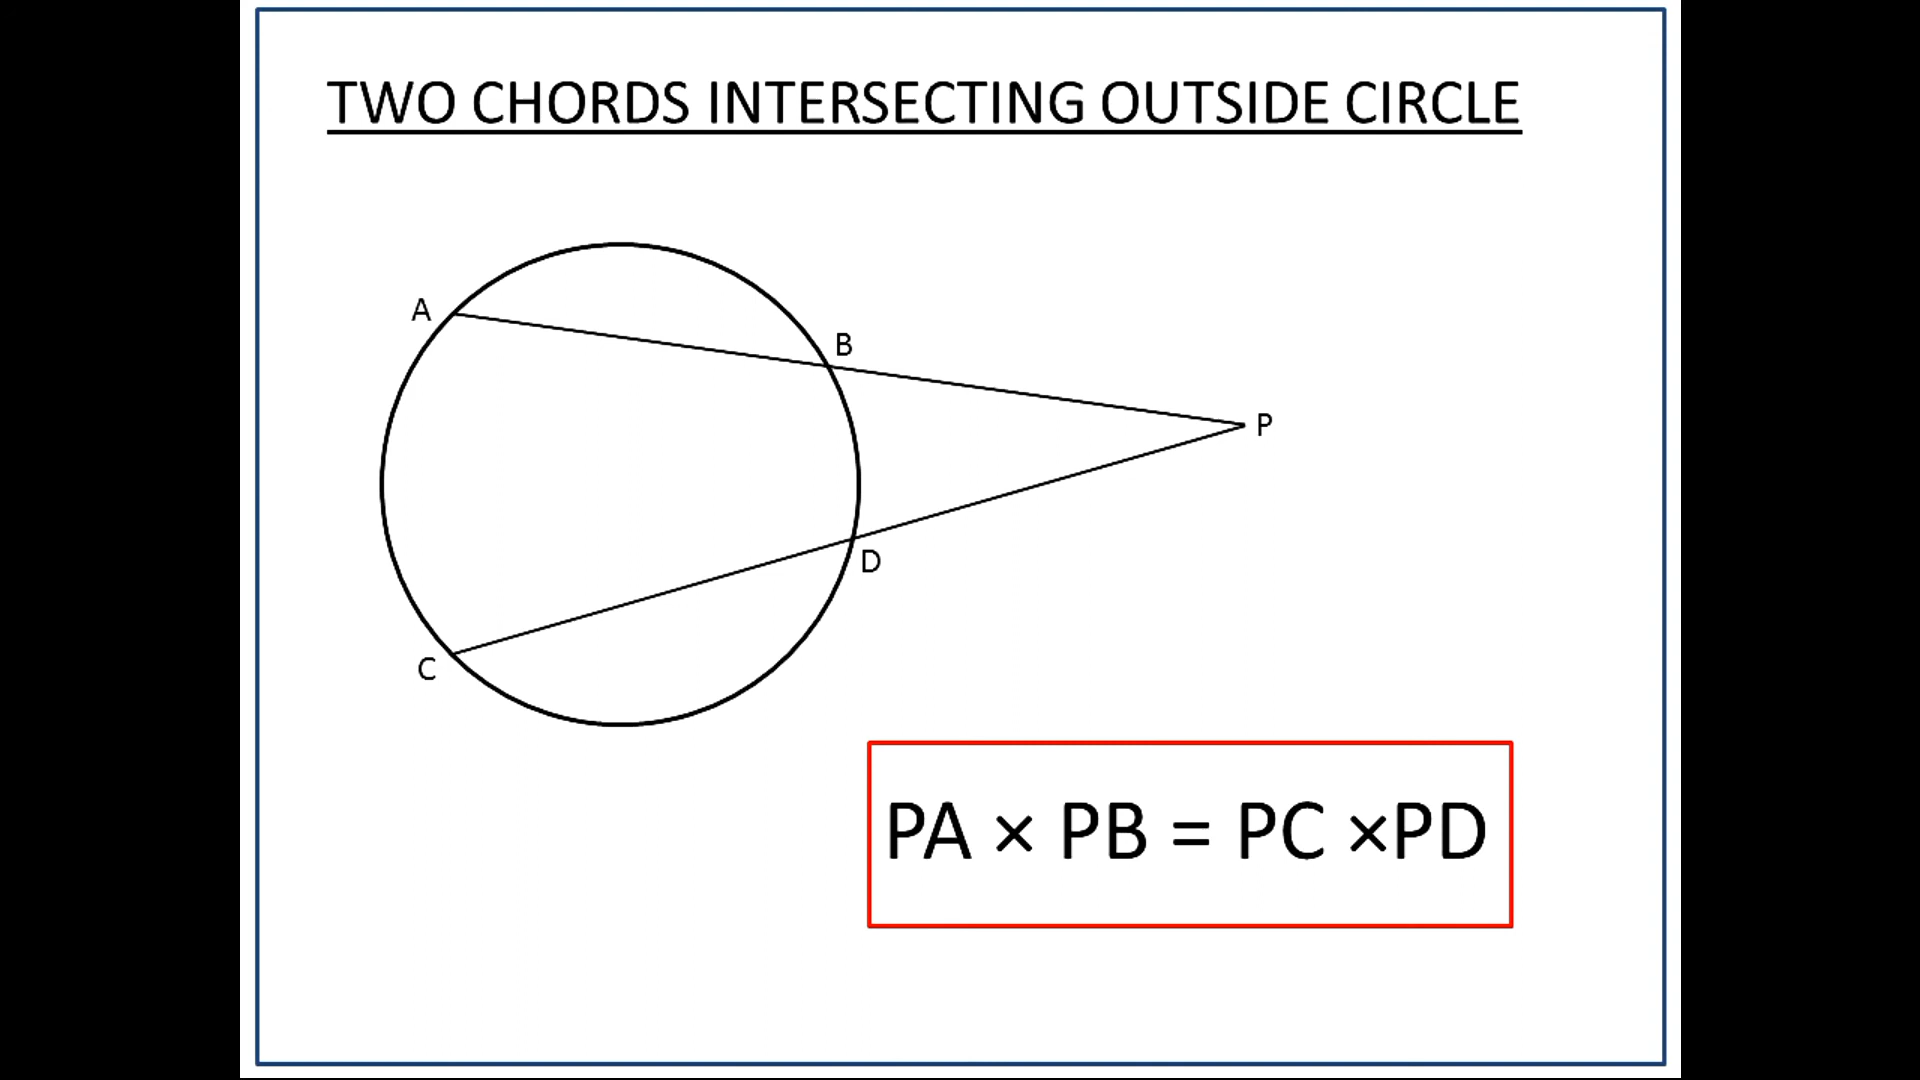 TWO CHORDS INTERSECTING OUTSIDE CIRCLE
A
B
P
D
C
PA × PB = PC ×PD